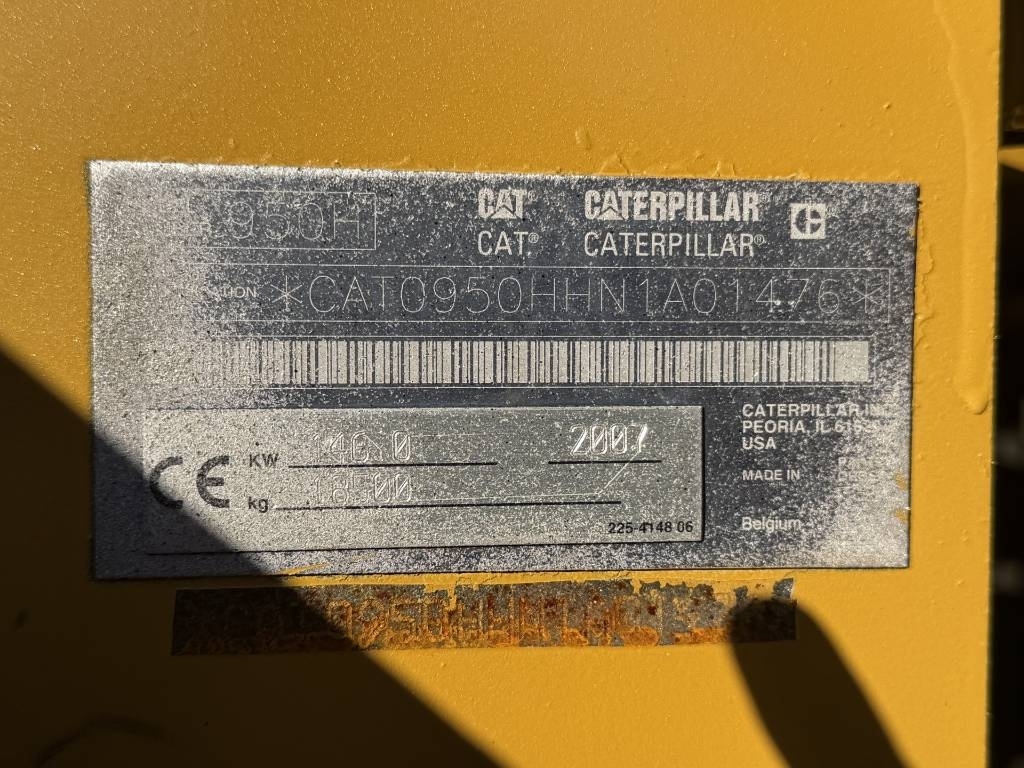 950H
CAT CATERPILLAR
CAT® CATERPILLAR®
*CAT0950HHN1A01476*
KW 140.0 2007
CE
kg 18500
225-4148 06
CATERPILLAR
PEORIA, IL
USA
MADE IN
Belgium